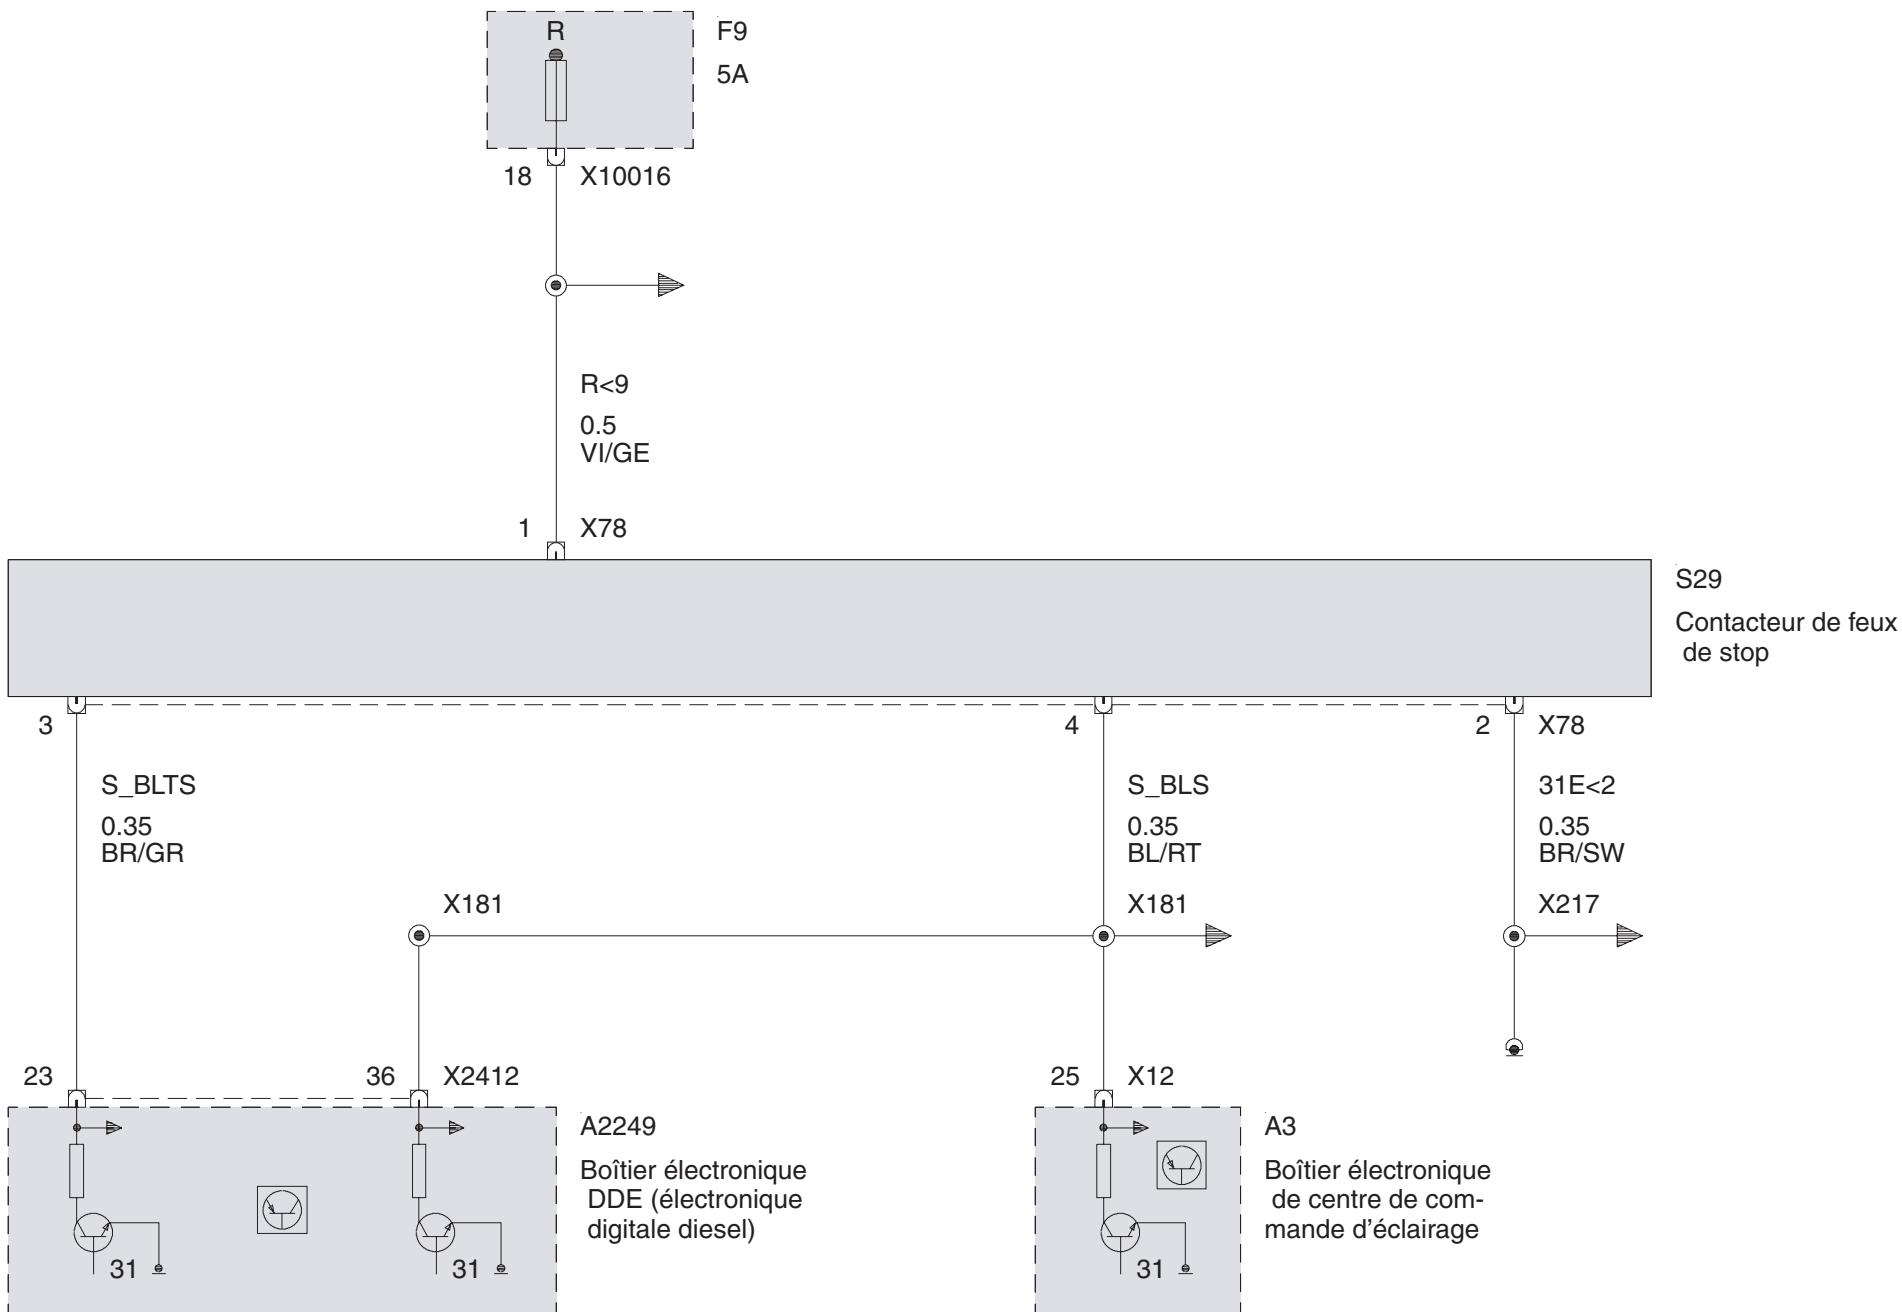 R
F9
5A
18
X10016
R<9
0.5
VI/GE
1
X78
S29
Contacteur de feux
de stop
3
4
2
X78
S_BLTS
0.35
BR/GR
S_BLS
0.35
BL/RT
31E<2
0.35
BR/SW
X181
X181
X217
23
36
X2412
25
X12
A2249
Boîtier électronique
DDE (électronique
digitale diesel)
A3
Boîtier électronique
de centre de com-
mande d'éclairage
31
31
31